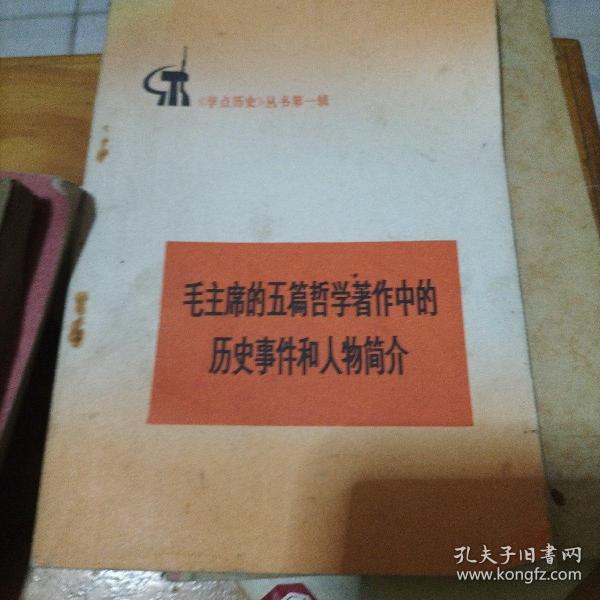 《学点历史》丛书第一辑
毛主席的五篇哲学著作中的
历史事件和人物简介
孔夫子旧書网
www.kongfz.com